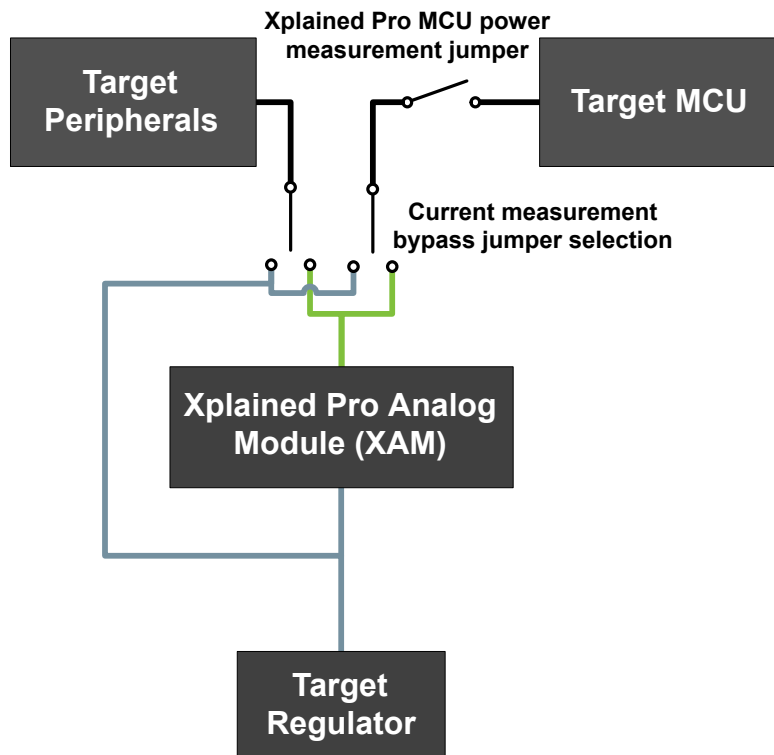 Xplained Pro MCU power
measurement jumper
Target
Peripherals
Target MCU
Current measurement
bypass jumper selection
Xplained Pro Analog
Module (XAM)
Target
Regulator